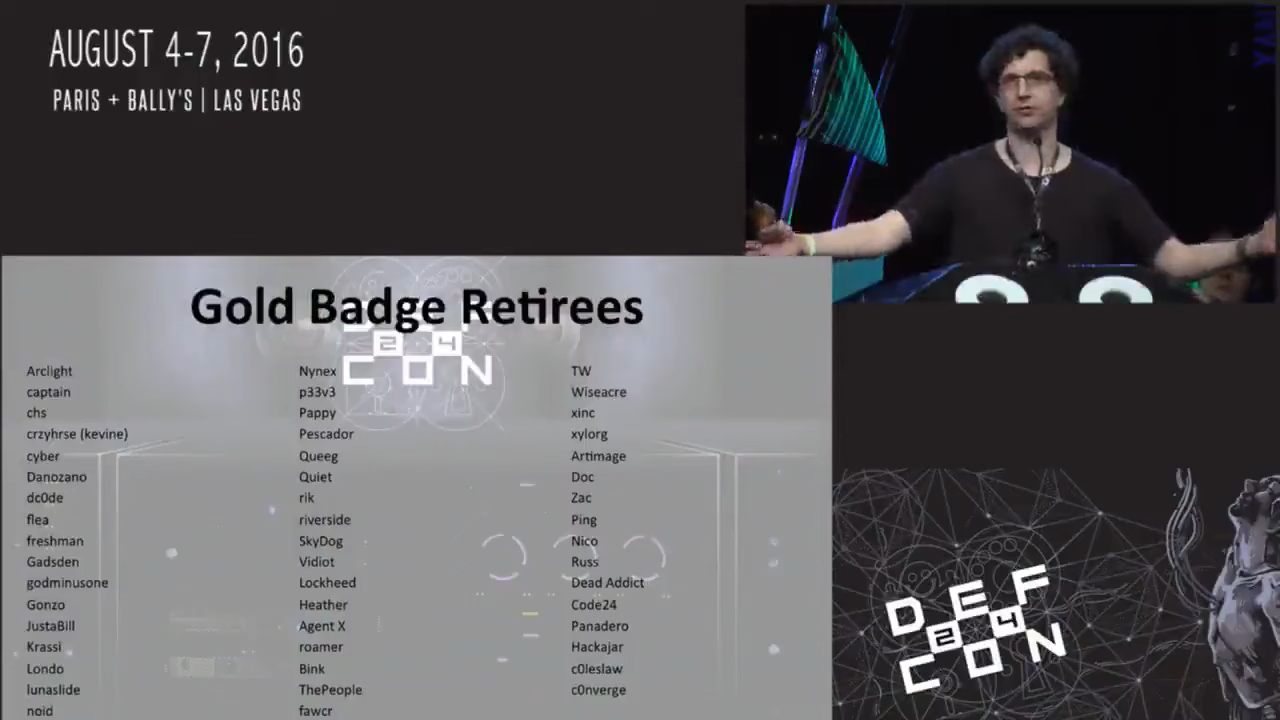 AUGUST 4-7, 2016
PARIS + BALLY'S | LAS VEGAS
Gold Badge Retirees
24
CON
Arclight
captain
chs
crzyhrse (kevine)
cyber
Danozano
dc0de
flea
freshman
Gadsden
godminusone
Gonzo
JustaBill
Krassi
Londo
lunaslide
noid
Nynex
p33v3
Pappy
Pescador
Queeg
Quiet
rik
riverside
SkyDog
Vidiot
Lockheed
Heather
Agent X
roamer
Bink
ThePeople
fawcr
TW
Wiseacre
xinc
xylorg
Artimage
Doc
Zac
Ping
Nico
Russ
Dead Addict
Code24
Panadero
Hackajar
c0leslaw
c0nverge
DEF
24
CON